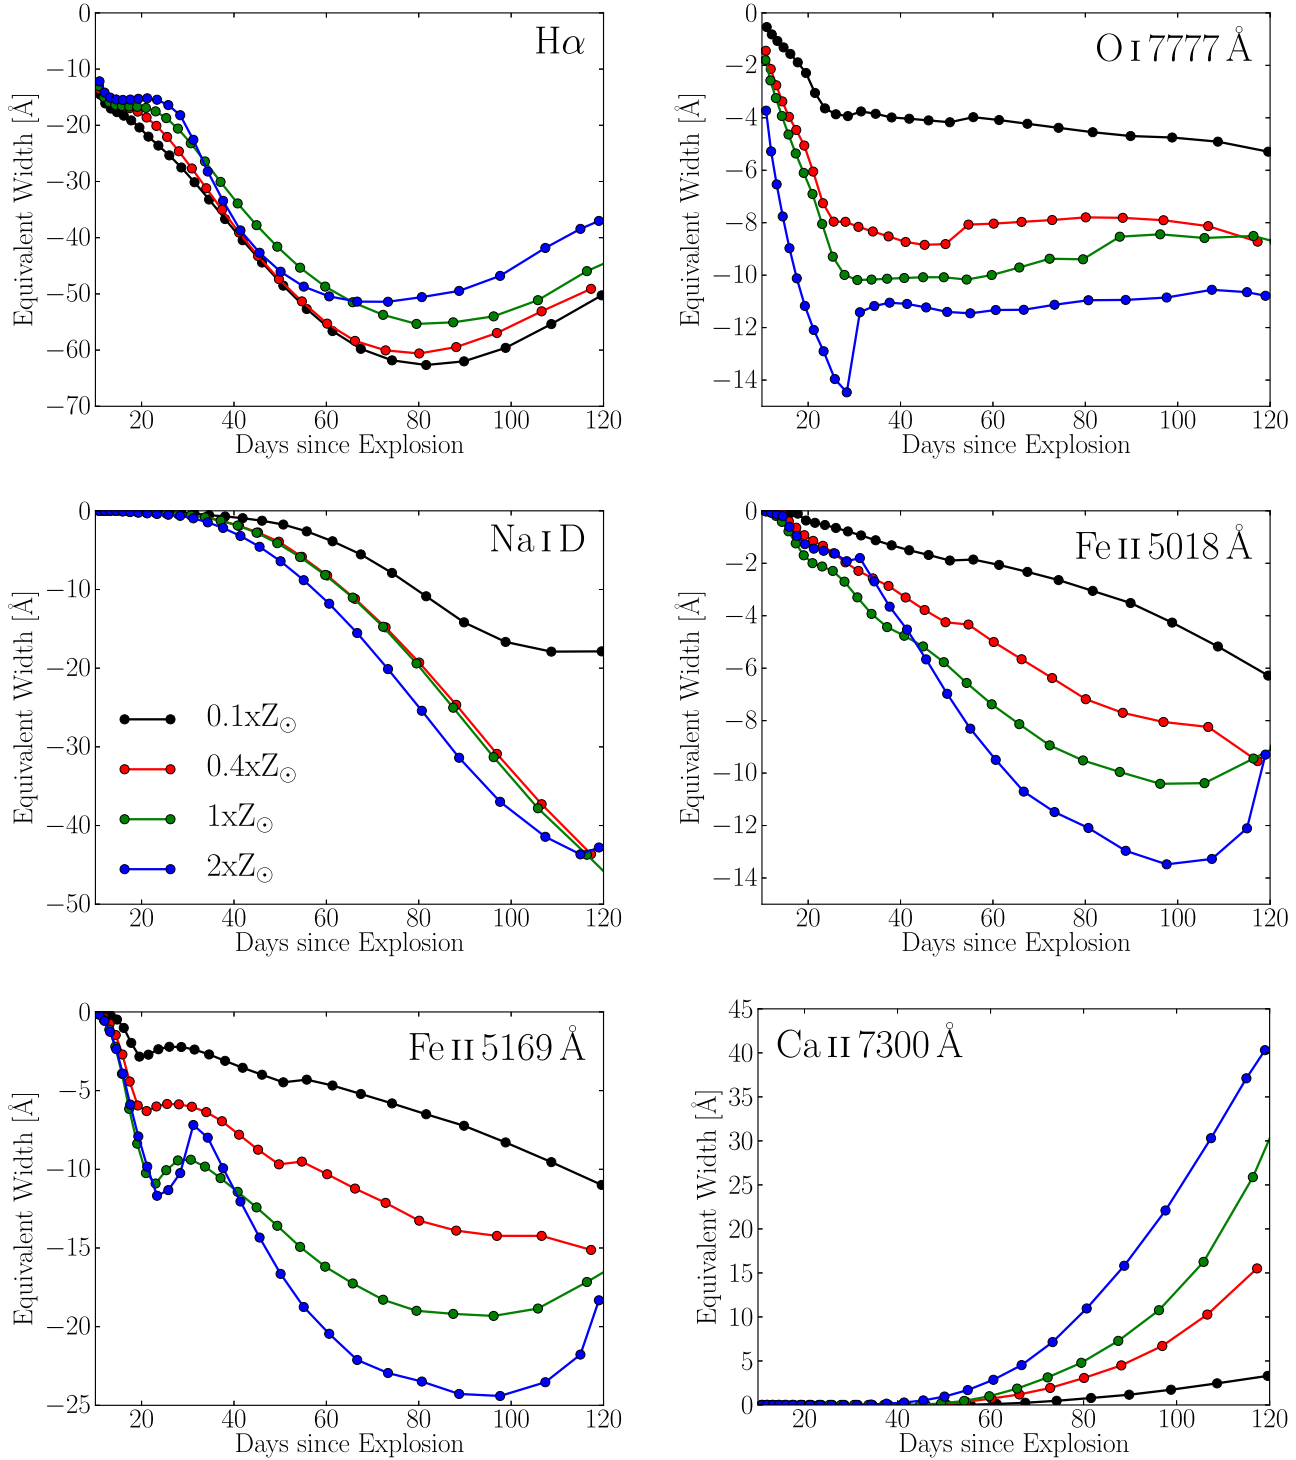 Hα
Equivalent Width [Å]
0
−10
−20
−30
−40
−50
−60
−70
20 40 60 80 100 120
Days since Explosion
O I 7777 Å
Equivalent Width [Å]
0
−2
−4
−6
−8
−10
−12
−14
20 40 60 80 100 120
Days since Explosion
Na I D
Equivalent Width [Å]
0
−10
−20
−30
−40
−50
0.1xZ⊙
0.4xZ⊙
1xZ⊙
2xZ⊙
20 40 60 80 100 120
Days since Explosion
Fe II 5018 Å
Equivalent Width [Å]
0
−2
−4
−6
−8
−10
−12
−14
20 40 60 80 100 120
Days since Explosion
Fe II 5169 Å
Equivalent Width [Å]
0
−5
−10
−15
−20
−25
20 40 60 80 100 120
Days since Explosion
Ca II 7300 Å
Equivalent Width [Å]
45
40
35
30
25
20
15
10
5
0
20 40 60 80 100 120
Days since Explosion